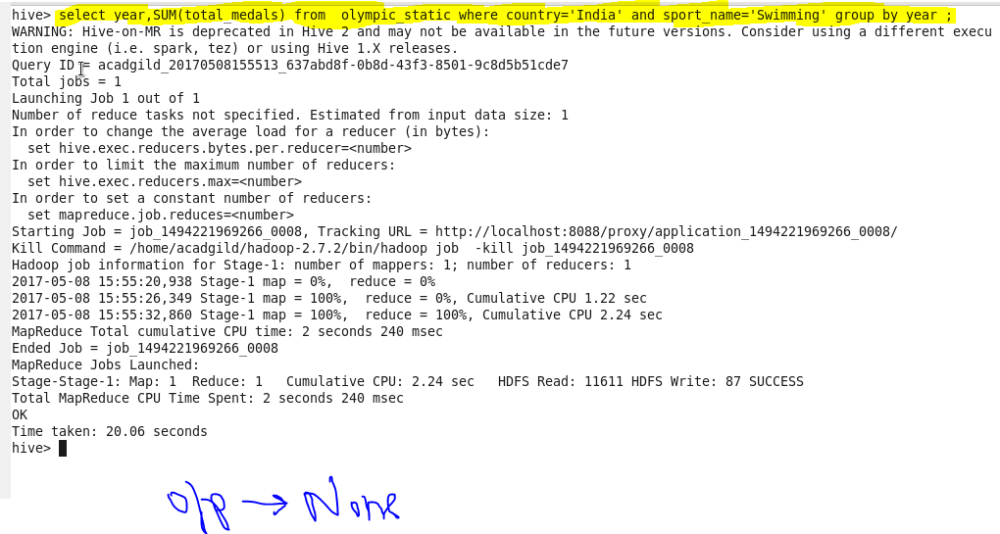 hive> select year,SUM(total_medals) from  olympic_static where country='India' and sport_name='Swimming' group by year ;
WARNING: Hive-on-MR is deprecated in Hive 2 and may not be available in the future versions. Consider using a different execu
tion engine (i.e. spark, tez) or using Hive 1.X releases.
Query ID = acadgild_20170508155513_637abd8f-0b8d-43f3-8501-9c8d5b51cde7
Total jobs = 1
Launching Job 1 out of 1
Number of reduce tasks not specified. Estimated from input data size: 1
In order to change the average load for a reducer (in bytes):
  set hive.exec.reducers.bytes.per.reducer=<number>
In order to limit the maximum number of reducers:
  set hive.exec.reducers.max=<number>
In order to set a constant number of reducers:
  set mapreduce.job.reduces=<number>
Starting Job = job_1494221969266_0008, Tracking URL = http://localhost:8088/proxy/application_1494221969266_0008/
Kill Command = /home/acadgild/hadoop-2.7.2/bin/hadoop job  -kill job_1494221969266_0008
Hadoop job information for Stage-1: number of mappers: 1; number of reducers: 1
2017-05-08 15:55:20,938 Stage-1 map = 0%,  reduce = 0%
2017-05-08 15:55:26,349 Stage-1 map = 100%,  reduce = 0%, Cumulative CPU 1.22 sec
2017-05-08 15:55:32,860 Stage-1 map = 100%,  reduce = 100%, Cumulative CPU 2.24 sec
MapReduce Total cumulative CPU time: 2 seconds 240 msec
Ended Job = job_1494221969266_0008
MapReduce Jobs Launched:
Stage-Stage-1: Map: 1  Reduce: 1   Cumulative CPU: 2.24 sec   HDFS Read: 11611 HDFS Write: 87 SUCCESS
Total MapReduce CPU Time Spent: 2 seconds 240 msec
OK
Time taken: 20.06 seconds
hive>
o/p → None